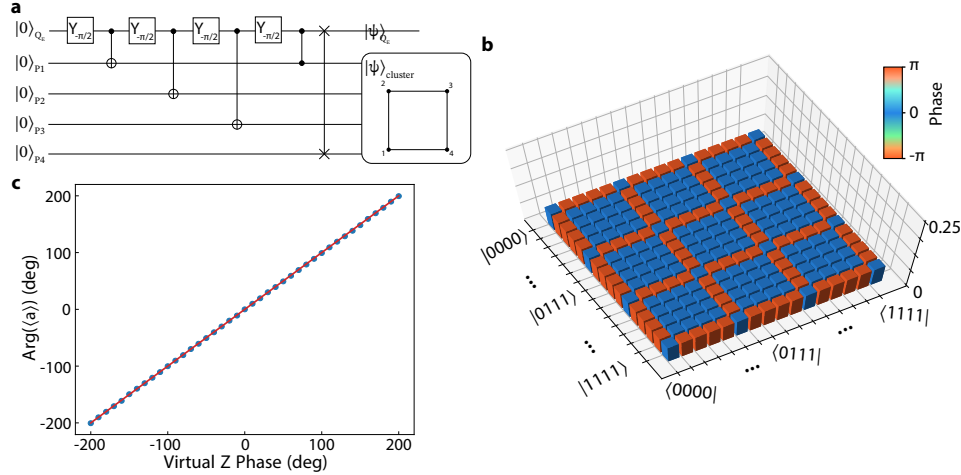 a
|0⟩Qₑ Y-π/2 Y-π/2 Y-π/2 Y-π/2 |ψ⟩Qₑ
|0⟩P1 |ψ⟩cluster
|0⟩P2 2 3
|0⟩P3
|0⟩P4 1 4
b
π
0
-π
Phase
0.25
0
|0000⟩
...
|0111⟩
...
|1111⟩
⟨0000|
...
⟨0111|
...
⟨1111|
c
200
100
0
-100
-200
Arg(⟨a⟩) (deg)
-200 -100 0 100 200
Virtual Z Phase (deg)